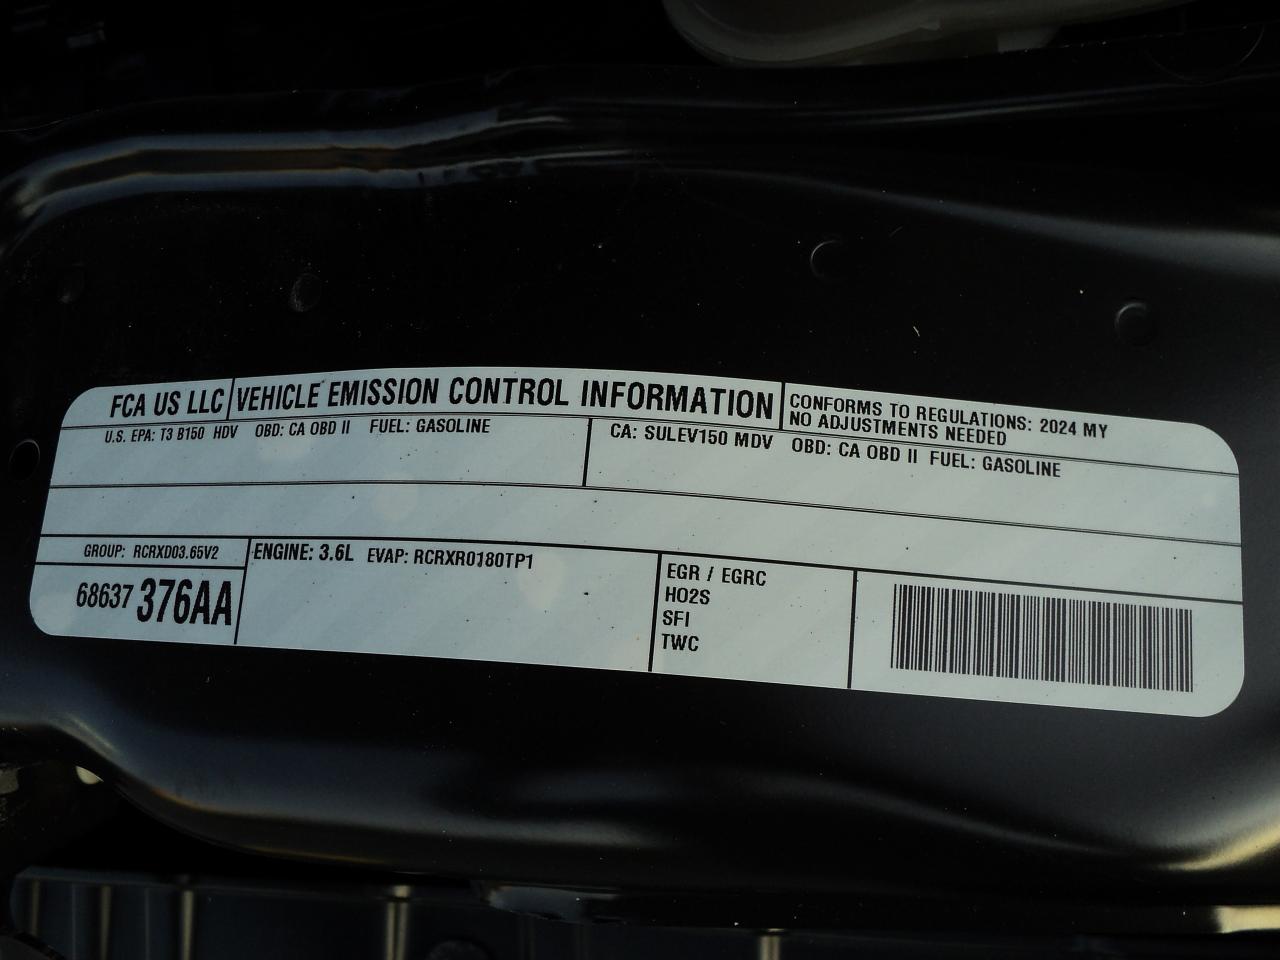 FCA US LLC VEHICLE EMISSION CONTROL INFORMATION CONFORMS TO REGULATIONS: 2024 MY
NO ADJUSTMENTS NEEDED
U.S. EPA: T3 B150 HDV OBD: CA OBD II FUEL: GASOLINE
CA: SULEV150 MDV OBD: CA OBD II FUEL: GASOLINE
GROUP: RCRXD03.65V2
68637 376AA
ENGINE: 3.6L EVAP: RCRXR0180TP1
EGR / EGRC
HO2S
SFI
TWC